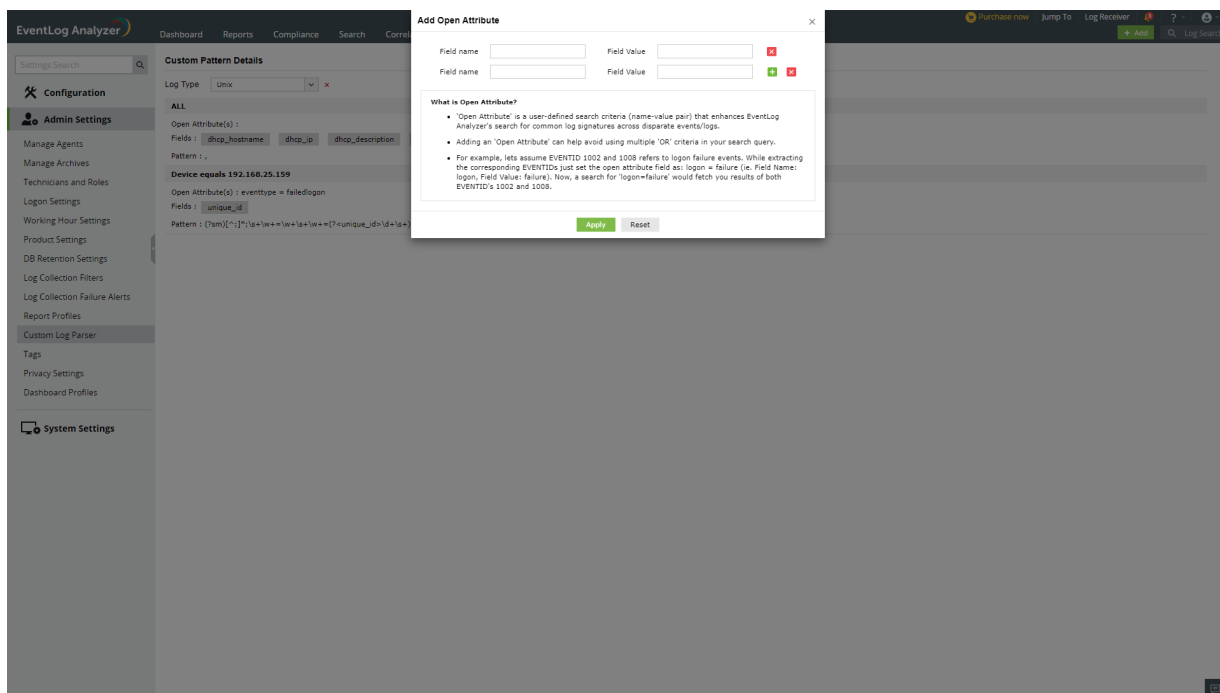 EventLog Analyzer
Dashboard Reports Compliance Search
Purchase now Jump To Log Receiver ?
+ Add Log Search
Settings Search
Configuration
Admin Settings
Manage Agents
Manage Archives
Technicians and Roles
Logon Settings
Working Hour Settings
Product Settings
DB Retention Settings
Log Collection Filters
Log Collection Failure Alerts
Report Profiles
Custom Log Parser
Tags
Privacy Settings
Dashboard Profiles
System Settings
Custom Pattern Details
Log Type Unix
ALL
Open Attribute(s) :
Fields : dhcp_hostname dhcp_ip dhcp_description
Pattern : ,
Device equals 192.168.25.159
Open Attribute(s) : eventtype = failedlogon
Fields : unique_id
Pattern : (?sm)[^;]*;\s+\w+=\w+\s+\w+=(?<unique_id>\d+\s+)
Add Open Attribute
Field name Field Value
Field name Field Value
What is Open Attribute?
• 'Open Attribute' is a user-defined search criteria (name-value pair) that enhances EventLog
Analyzer's search for common log signatures across disparate events/logs.
• Adding an 'Open Attribute' can help avoid using multiple 'OR' criteria in your search query.
• For example, lets assume EVENTID 1002 and 1008 refers to logon failure events. While extracting
the corresponding EVENTIDs just set the open attribute field as: logon = failure (ie. Field Name:
logon, Field Value: failure). Now, a search for 'logon=failure' would fetch you results of both
EVENTID's 1002 and 1008.
Apply Reset